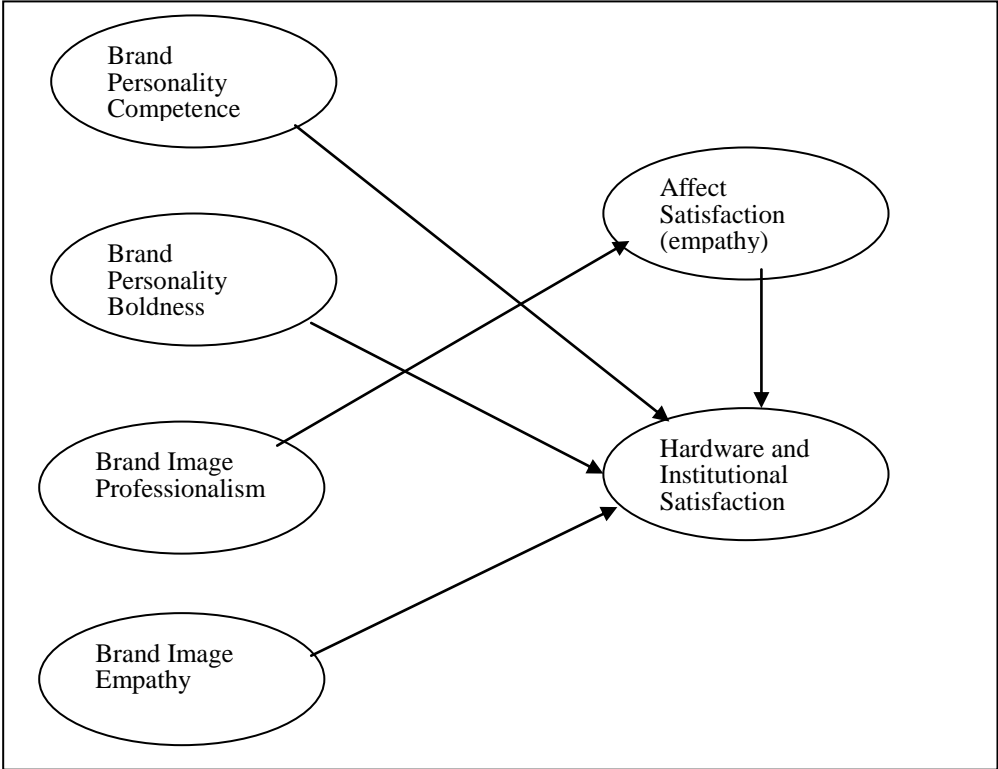 Brand
Personality
Competence
Affect
Satisfaction
(empathy)
Brand
Personality
Boldness
Brand Image
Professionalism
Hardware and
Institutional
Satisfaction
Brand Image
Empathy